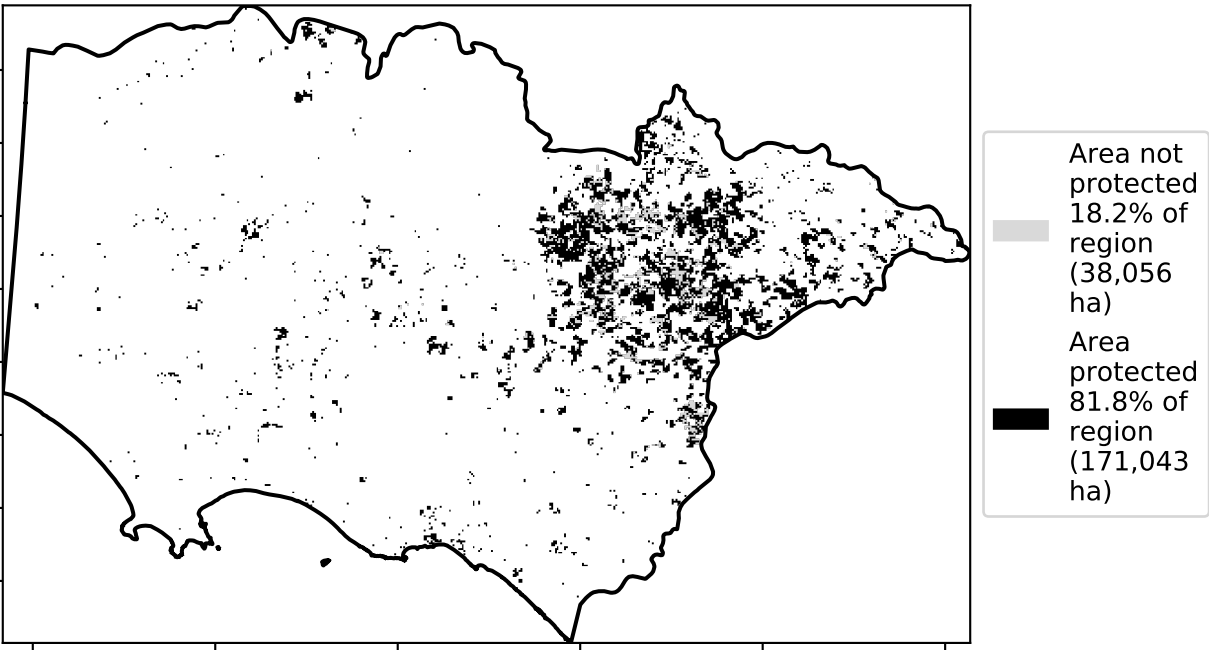 Area not
protected
18.2% of
region
(38,056
ha)
Area
protected
81.8% of
region
(171,043
ha)